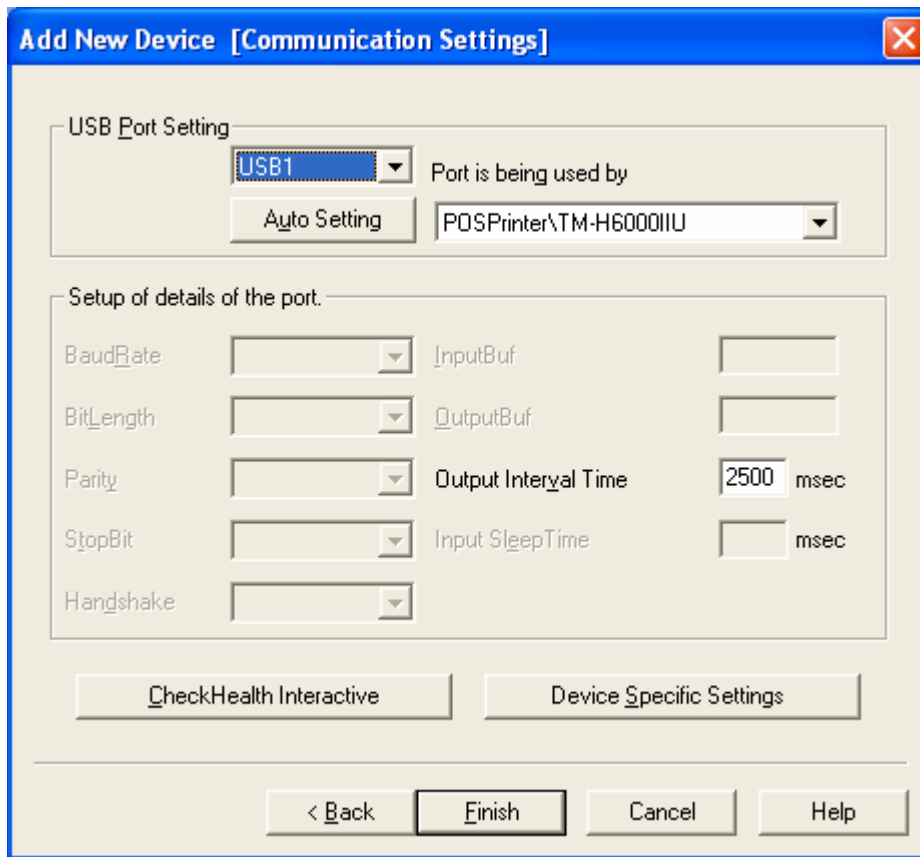 Add New Device [Communication Settings]
USB Port Setting
USB1
Port is being used by
Auto Setting
POSPrinter\TM-H6000IIU
Setup of details of the port.
BaudRate
InputBuf
BitLength
OutputBuf
Parity
Output Interval Time
2500
msec
StopBit
Input SleepTime
msec
Handshake
CheckHealth Interactive
Device Specific Settings
< Back
Finish
Cancel
Help